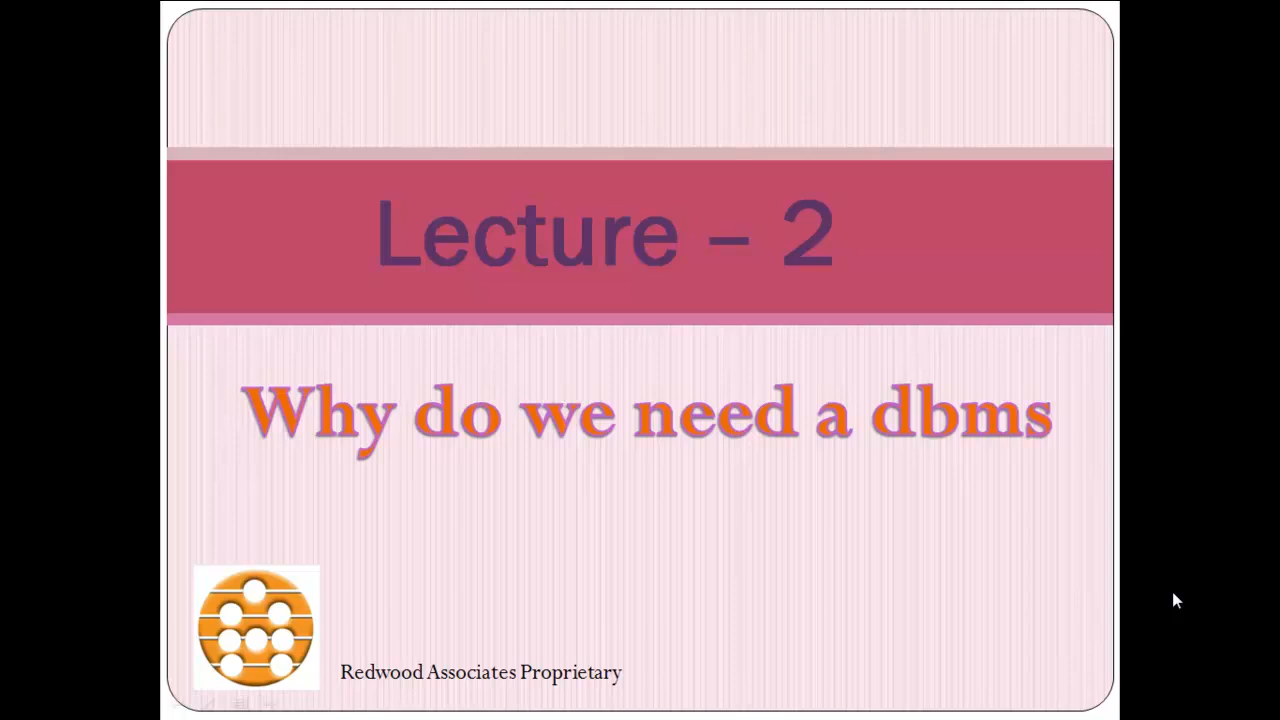 Lecture – 2
Why do we need a dbms
Redwood Associates Proprietary